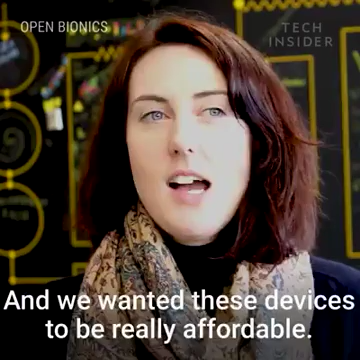 OPEN BIONICS
TECH
INSIDER
And we wanted these devices
to be really affordable.